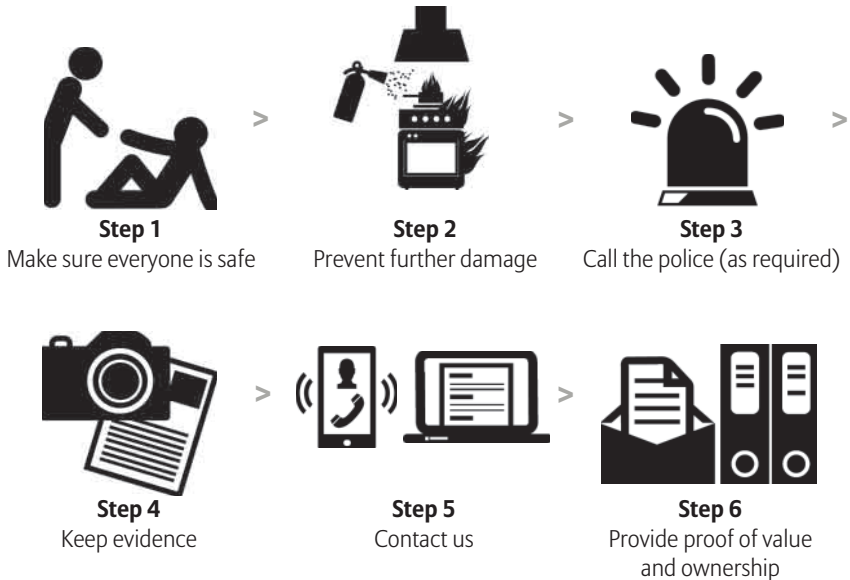 Step 1
Make sure everyone is safe
>
Step 2
Prevent further damage
>
Step 3
Call the police (as required)
>
Step 4
Keep evidence
>
Step 5
Contact us
>
Step 6
Provide proof of value
and ownership